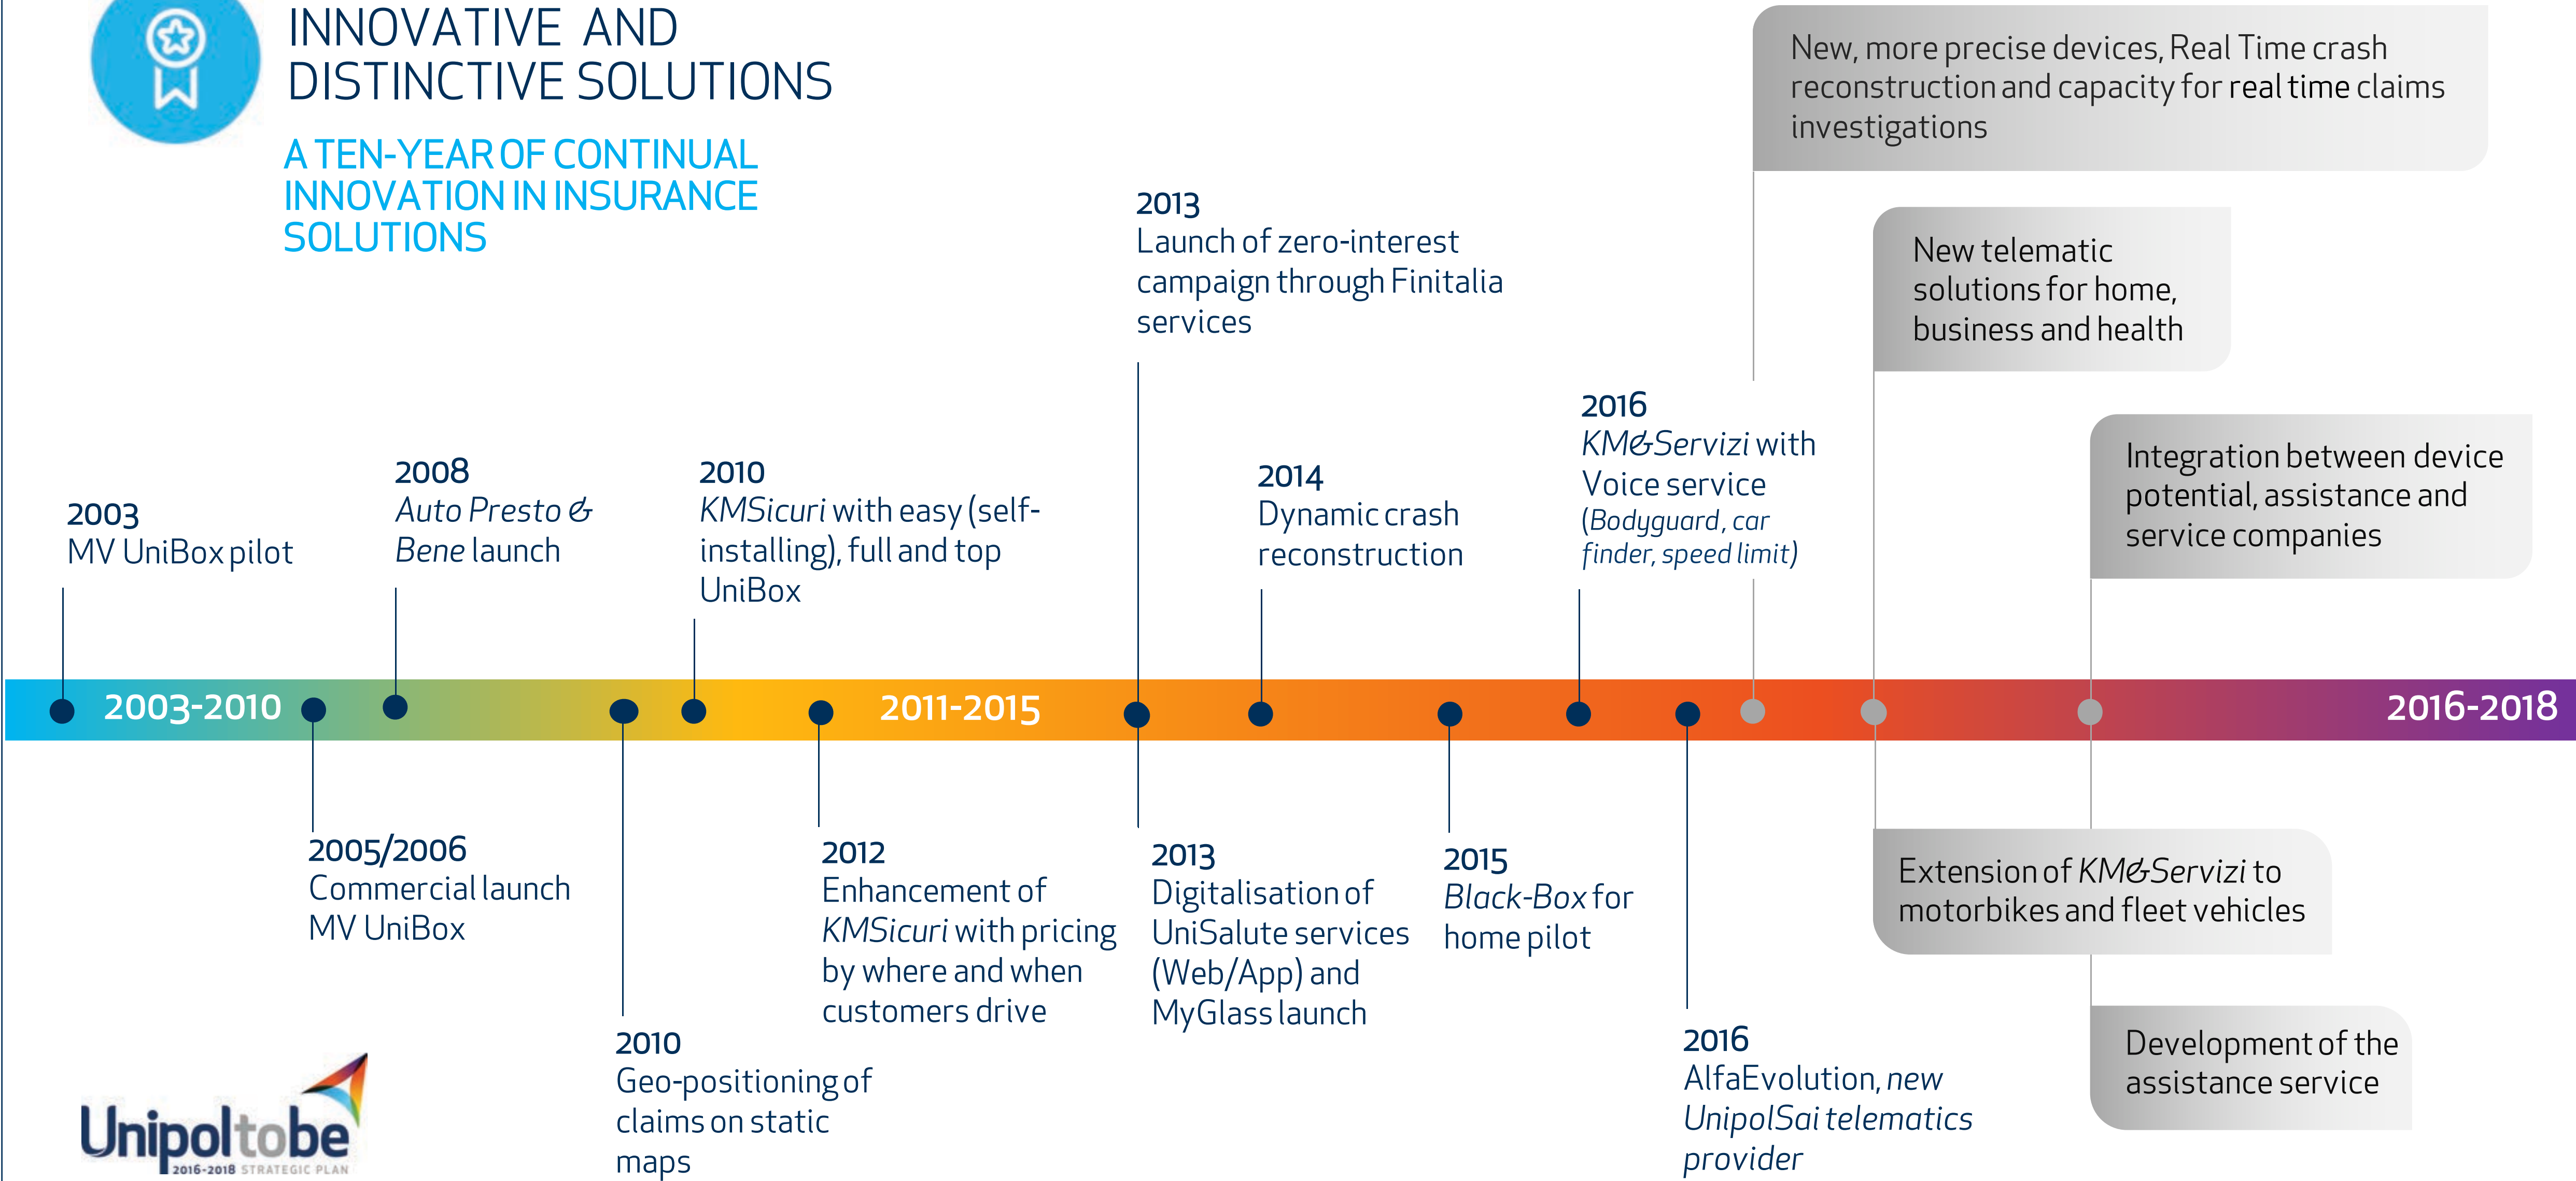 INNOVATIVE AND
DISTINCTIVE SOLUTIONS
A TEN-YEAR OF CONTINUAL
INNOVATION IN INSURANCE
SOLUTIONS
New, more precise devices, Real Time crash
reconstruction and capacity for real time claims
investigations
2013
Launch of zero-interest
campaign through Finitalia
services
New telematic
solutions for home,
business and health
2003
MV UniBox pilot
2008
Auto Presto &
Bene launch
2010
KMSicuri with easy (self-
installing), full and top
UniBox
2014
Dynamic crash
reconstruction
2016
KM&Servizi with
Voice service
(Bodyguard, car
finder, speed limit)
Integration between device
potential, assistance and
service companies
2003-2010
2011-2015
2016-2018
2005/2006
Commercial launch
MV UniBox
2010
Geo-positioning of
claims on static
maps
2012
Enhancement of
KMSicuri with pricing
by where and when
customers drive
2013
Digitalisation of
UniSalute services
(Web/App) and
MyGlass launch
2015
Black-Box for
home pilot
2016
AlfaEvolution, new
UnipolSai telematics
provider
Extension of KM&Servizi to
motorbikes and fleet vehicles
Development of the
assistance service
Unipoltobe
2016-2018 STRATEGIC PLAN